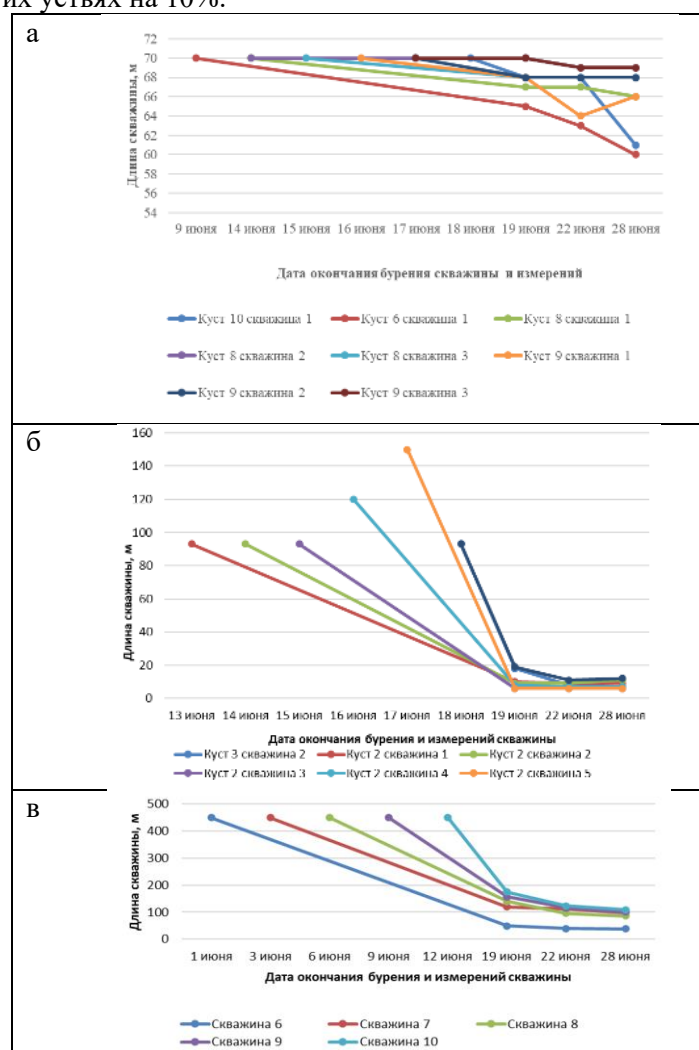 их устьях на 10%.
а
72
70
68
66
64
62
60
58
56
54
Длина скважины, м
9 июня 14 июня 15 июня 16 июня 17 июня 18 июня 19 июня 22 июня 28 июня
Дата окончания бурения скважины и измерений
Куст 10 скважина 1 Куст 6 скважина 1 Куст 8 скважина 1
Куст 8 скважина 2 Куст 8 скважина 3 Куст 9 скважина 1
Куст 9 скважина 2 Куст 9 скважина 3
б
160
140
120
100
80
60
40
20
0
Длина скважины, м
13 июня 14 июня 15 июня 16 июня 17 июня 18 июня 19 июня 22 июня 28 июня
Дата окончания бурения и измерений скважины
Куст 3 скважина 2 Куст 2 скважина 1 Куст 2 скважина 2
Куст 2 скважина 3 Куст 2 скважина 4 Куст 2 скважина 5
в
500
400
300
200
100
0
Длина скважины, м
1 июня 3 июня 6 июня 9 июня 12 июня 19 июня 22 июня 28 июня
Дата окончания бурения и измерений скважины
Скважина 6 Скважина 7 Скважина 8
Скважина 9 Скважина 10